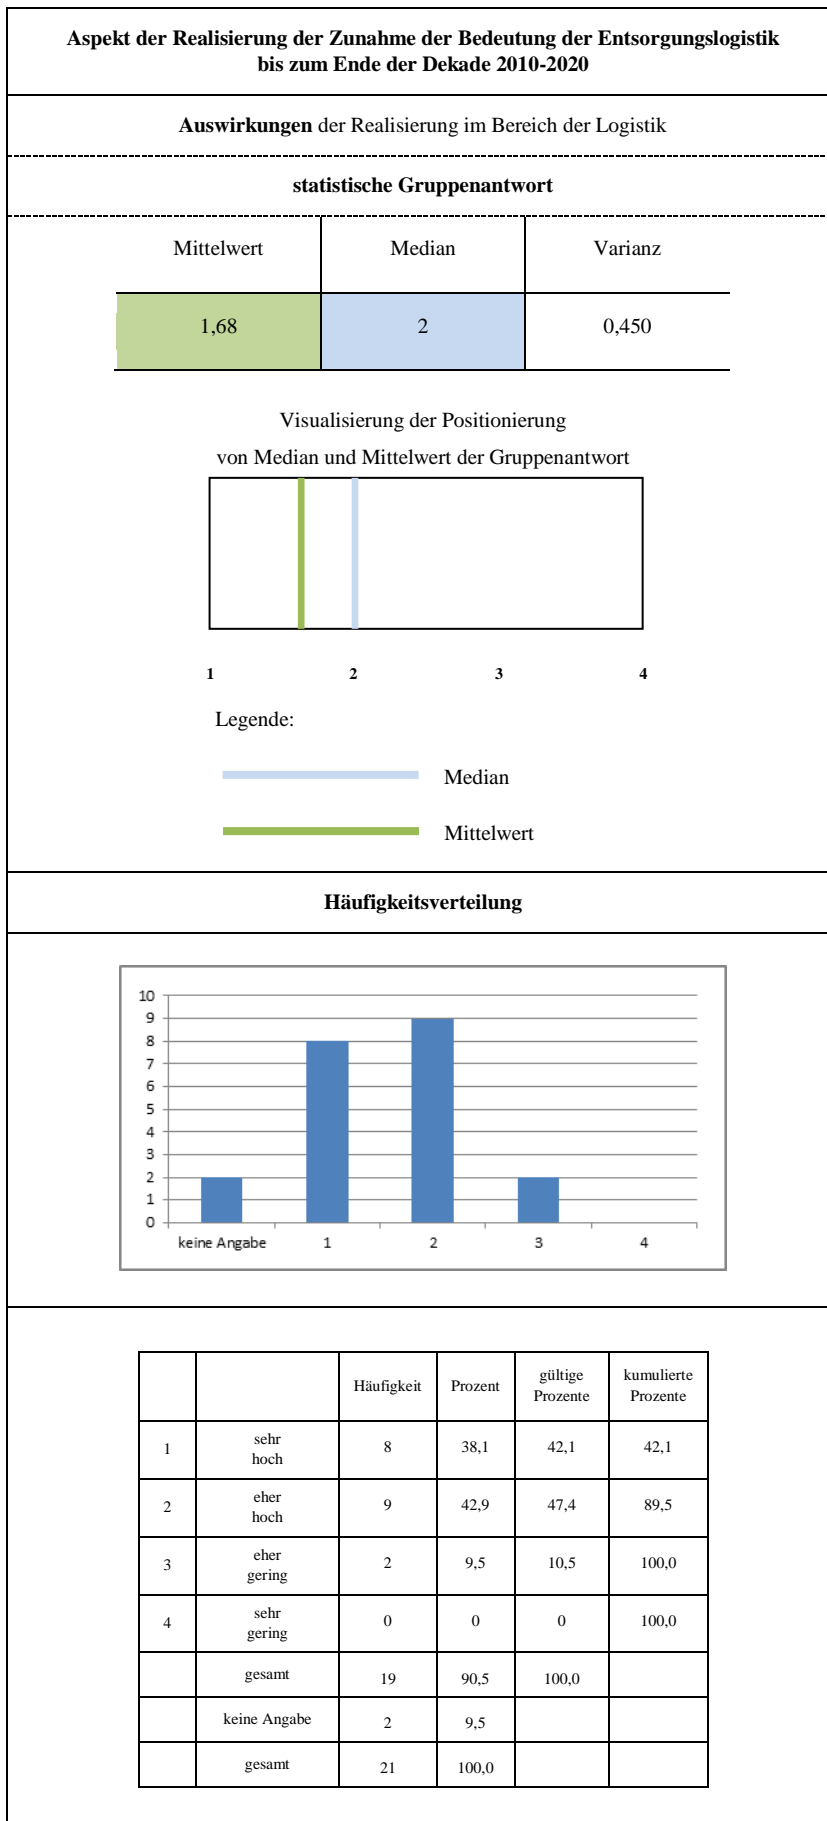 Aspekt der Realisierung der Zunahme der Bedeutung der Entsorgungslogistik
bis zum Ende der Dekade 2010-2020
Auswirkungen der Realisierung im Bereich der Logistik
statistische Gruppenantwort
Mittelwert Median Varianz
1,68 2 0,450
Visualisierung der Positionierung
von Median und Mittelwert der Gruppenantwort
1 2 3 4
Legende:
Median
Mittelwert
Häufigkeitsverteilung
10
9
8
7
6
5
4
3
2
1
0
keine Angabe 1 2 3 4
Häufigkeit Prozent gültige Prozente kumulierte Prozente
1 sehr hoch 8 38,1 42,1 42,1
2 eher hoch 9 42,9 47,4 89,5
3 eher gering 2 9,5 10,5 100,0
4 sehr gering 0 0 0 100,0
gesamt 19 90,5 100,0
keine Angabe 2 9,5
gesamt 21 100,0